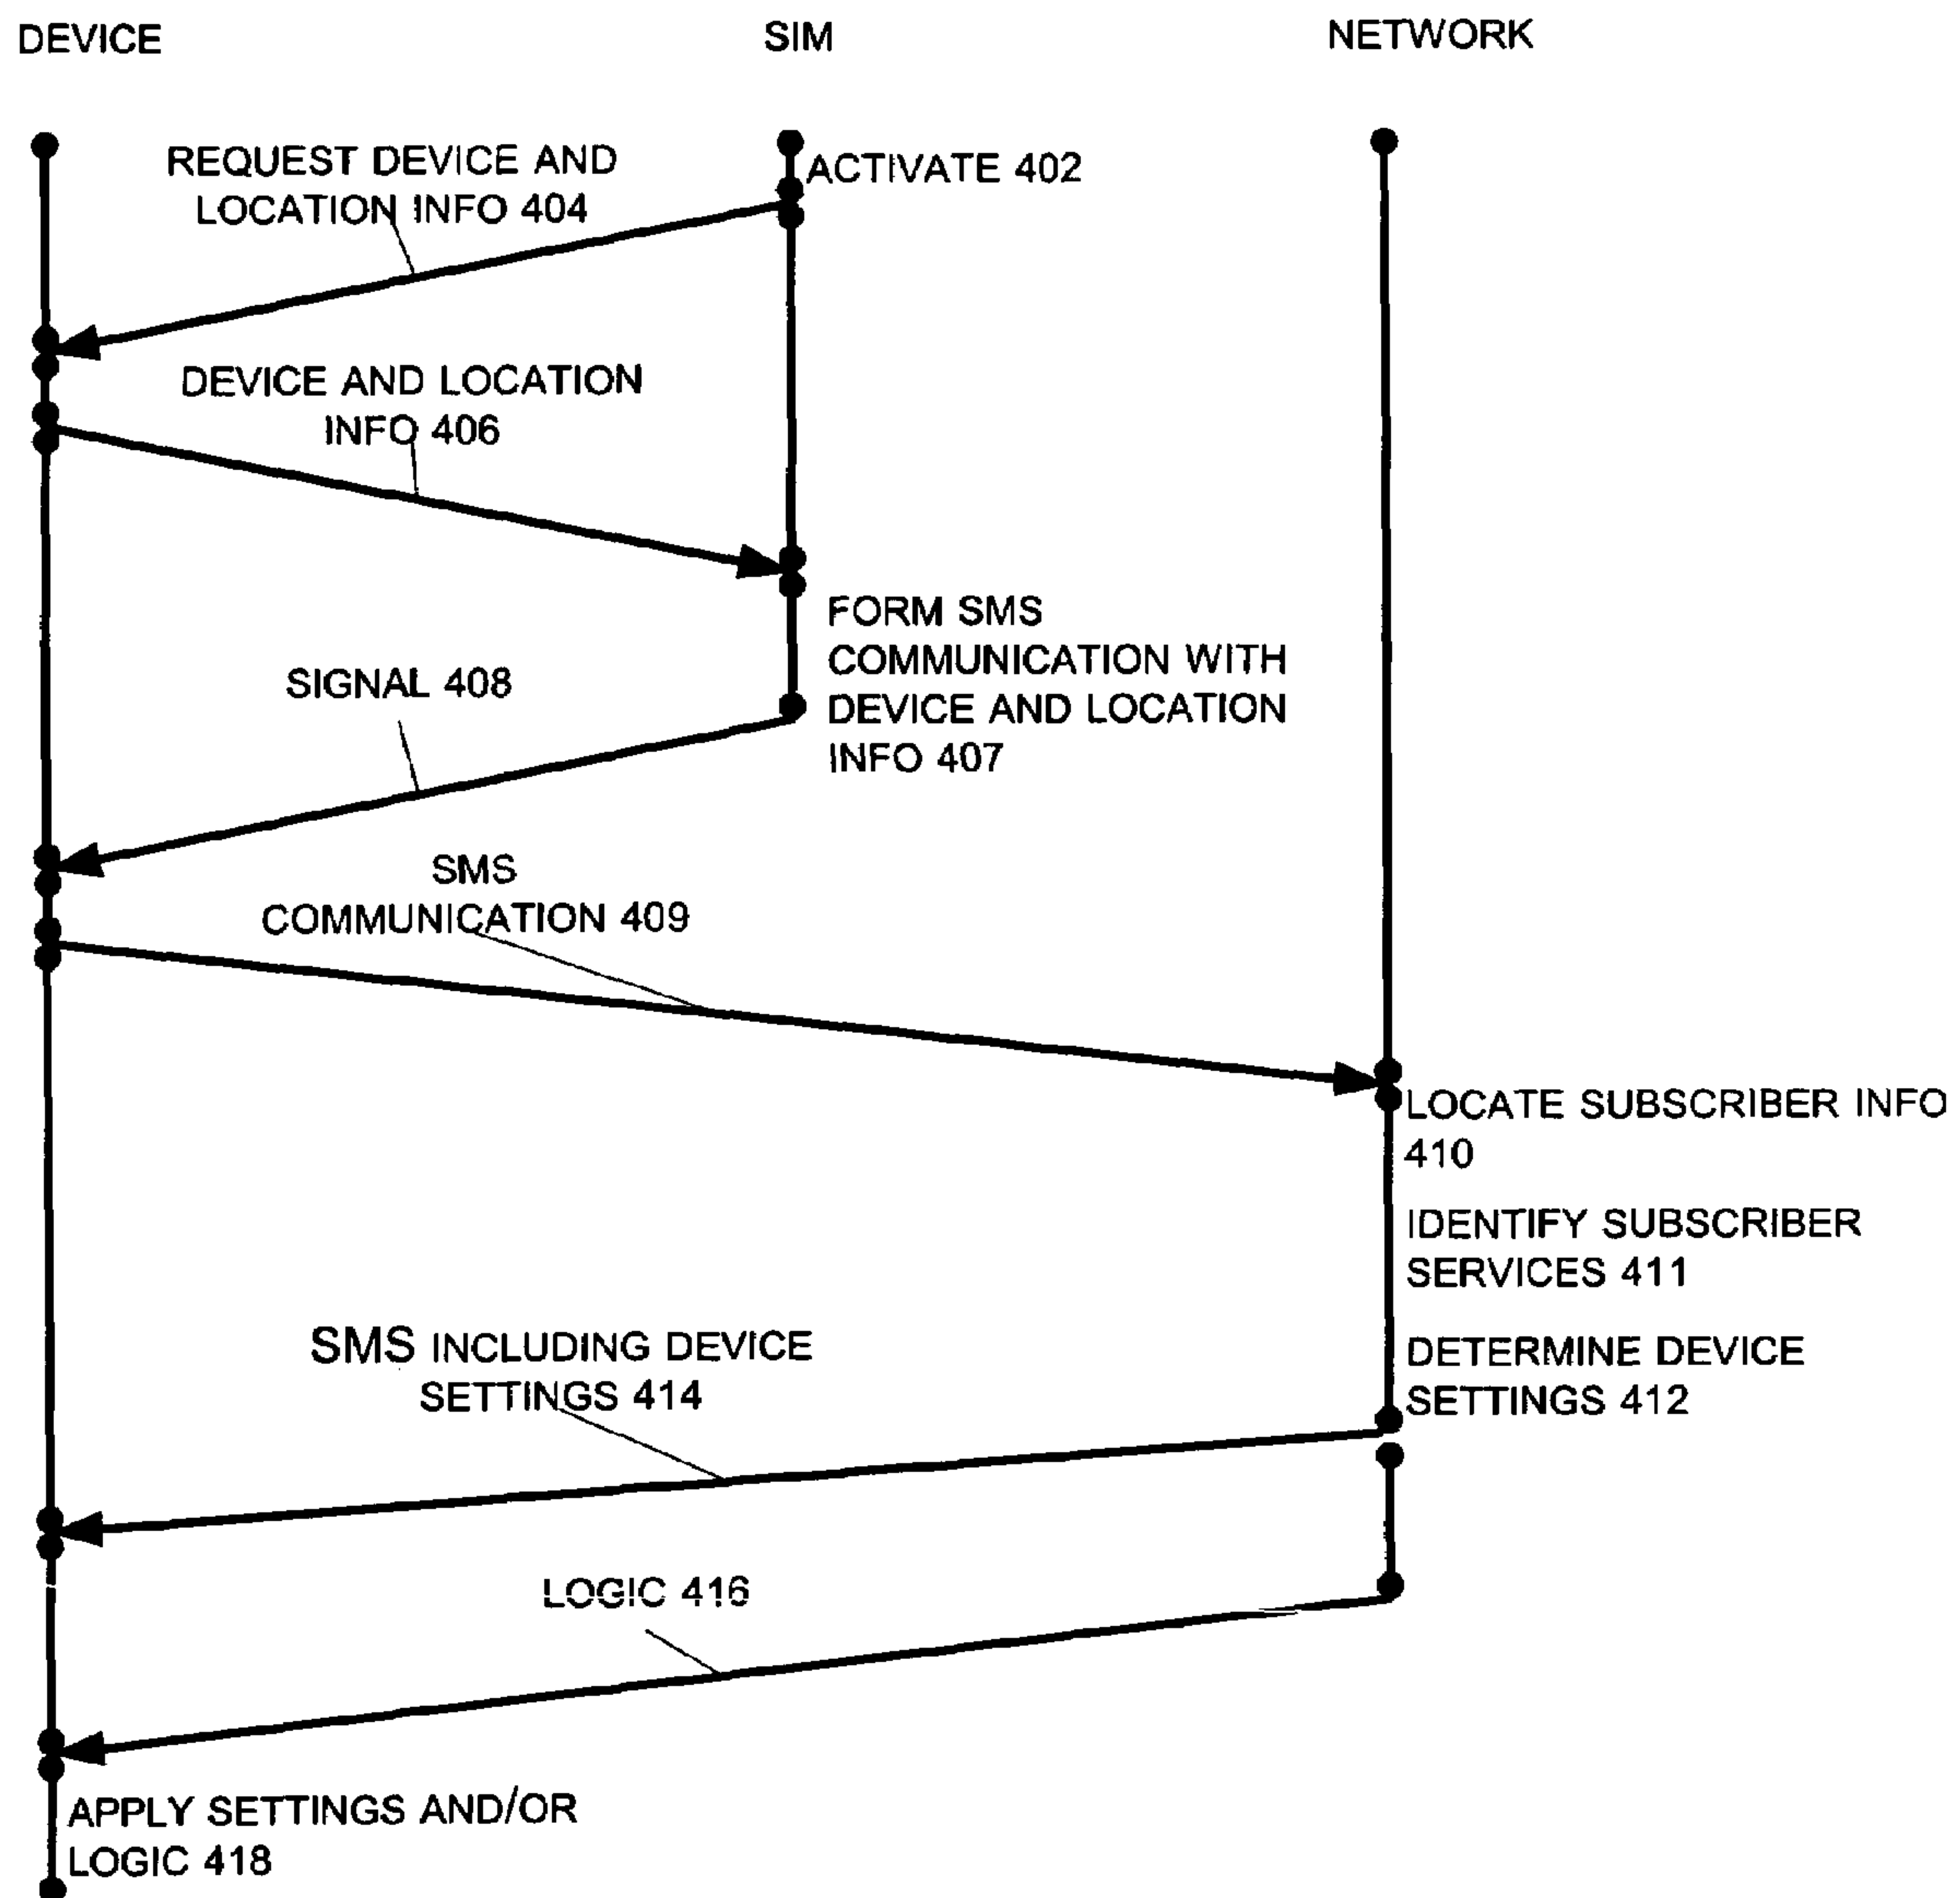 DEVICE
SIM
NETWORK
ACTIVATE 402
REQUEST DEVICE AND
LOCATION INFO 404
DEVICE AND LOCATION
INFO 406
FORM SMS
COMMUNICATION WITH
DEVICE AND LOCATION
INFO 407
SIGNAL 408
SMS
COMMUNICATION 409
LOCATE SUBSCRIBER INFO
410
IDENTIFY SUBSCRIBER
SERVICES 411
DETERMINE DEVICE
SETTINGS 412
SMS INCLUDING DEVICE
SETTINGS 414
LOGIC 416
APPLY SETTINGS AND/OR
LOGIC 418